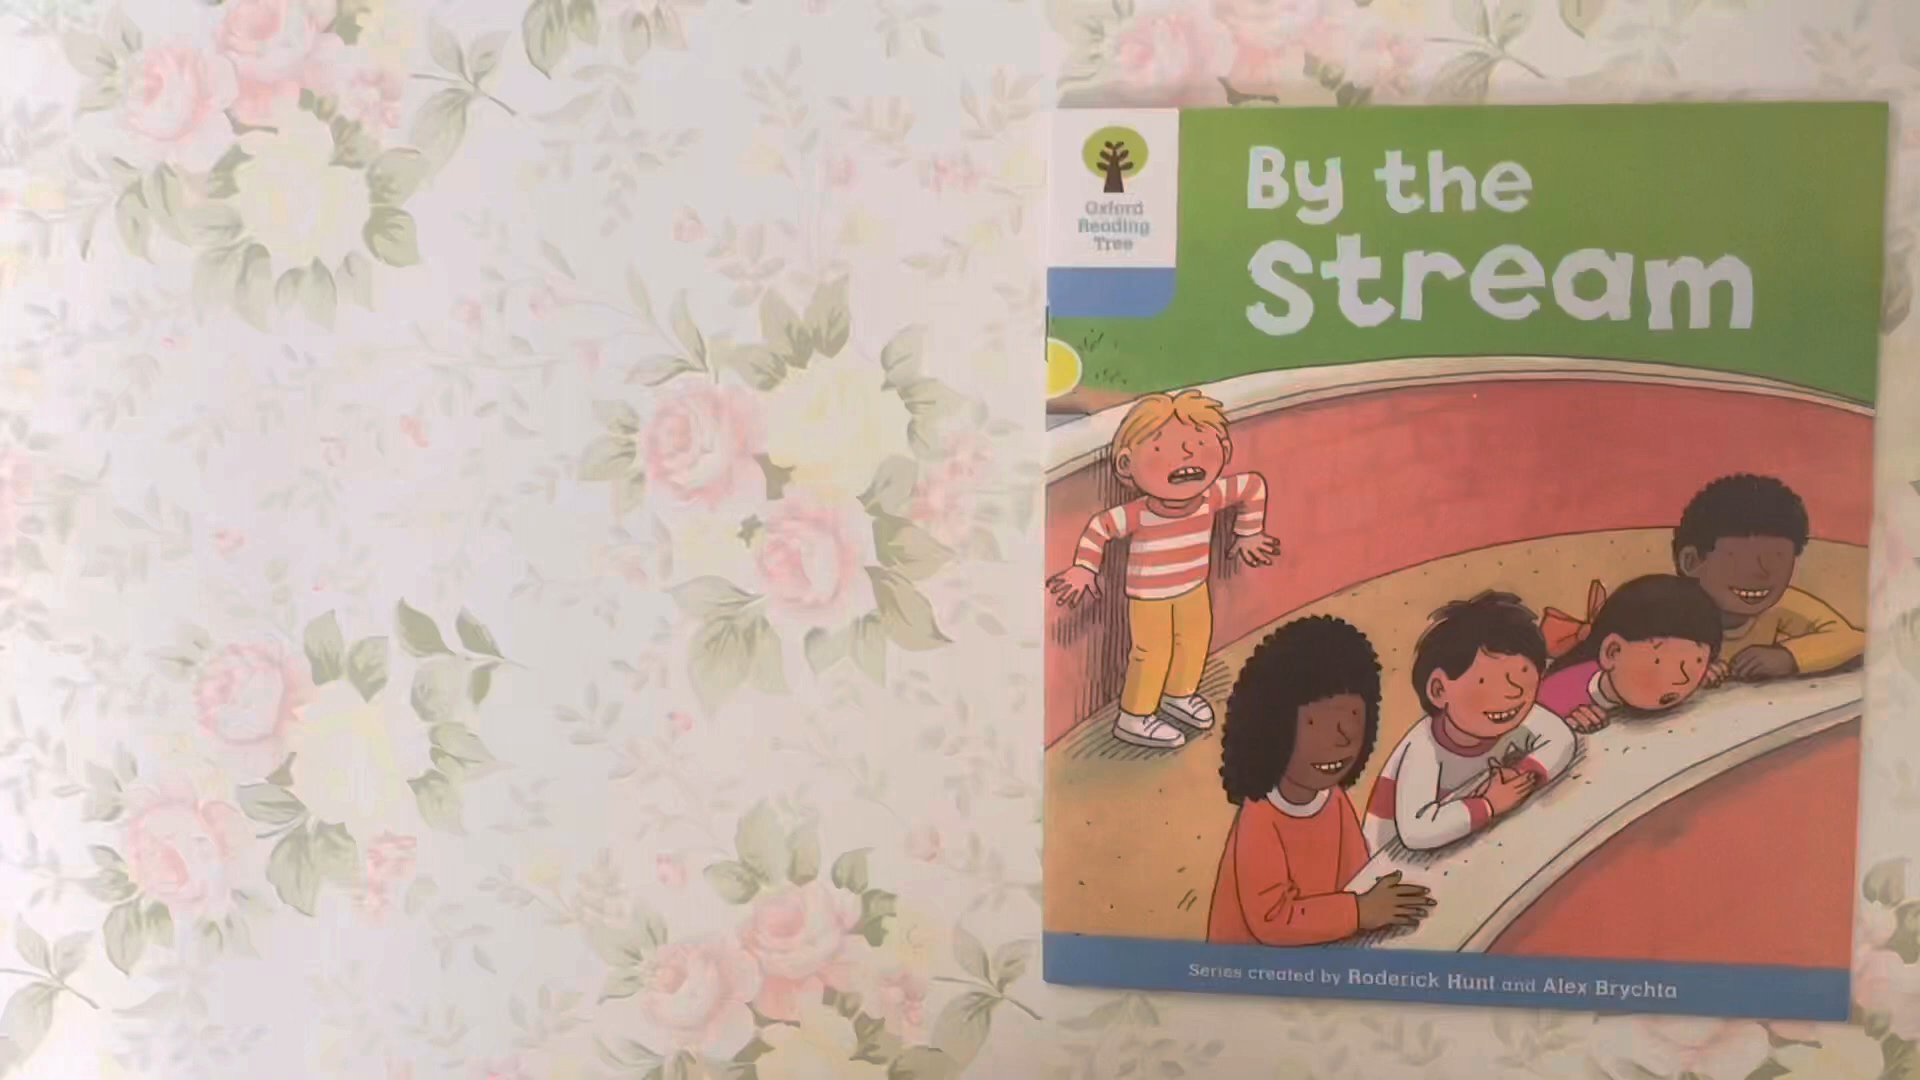 Oxford
Reading
Tree
By the
Stream
Series created by Roderick Hunt and Alex Brychta